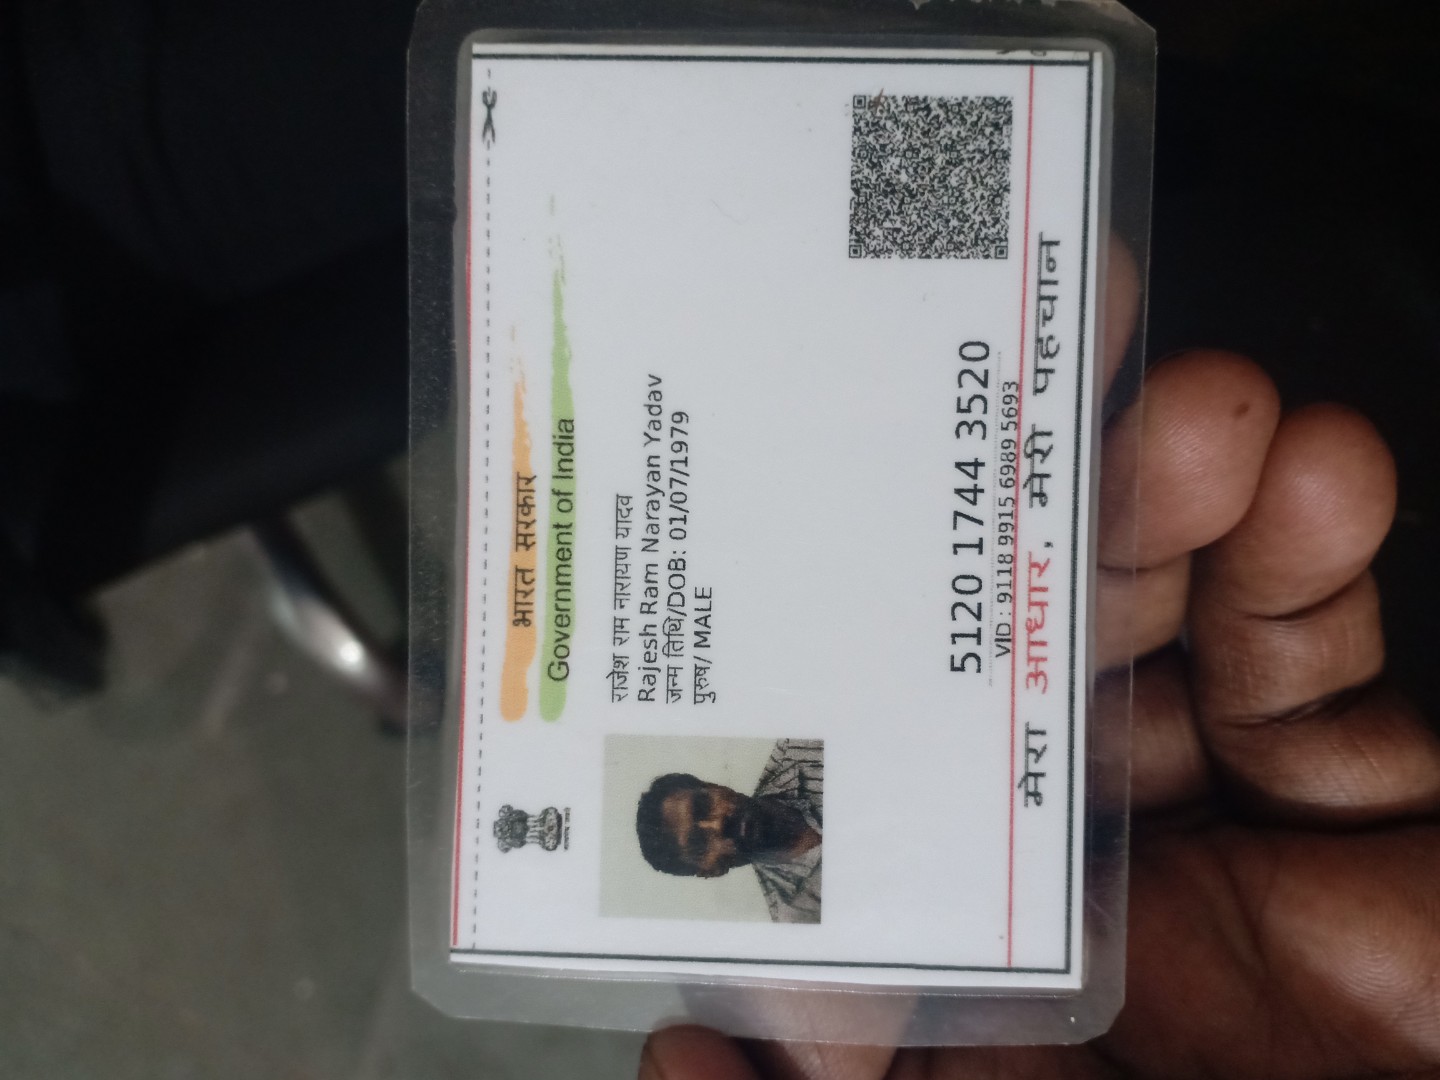 भारत सरकार
Government of India
राजेश राम नारायण यादव
Rajesh Ram Narayan Yadav
जन्म तिथि/DOB: 01/07/1979
पुरुष/ MALE
5120 1744 3520
VID : 9118 9915 6989 5693
मेरा आधार, मेरी पहचान